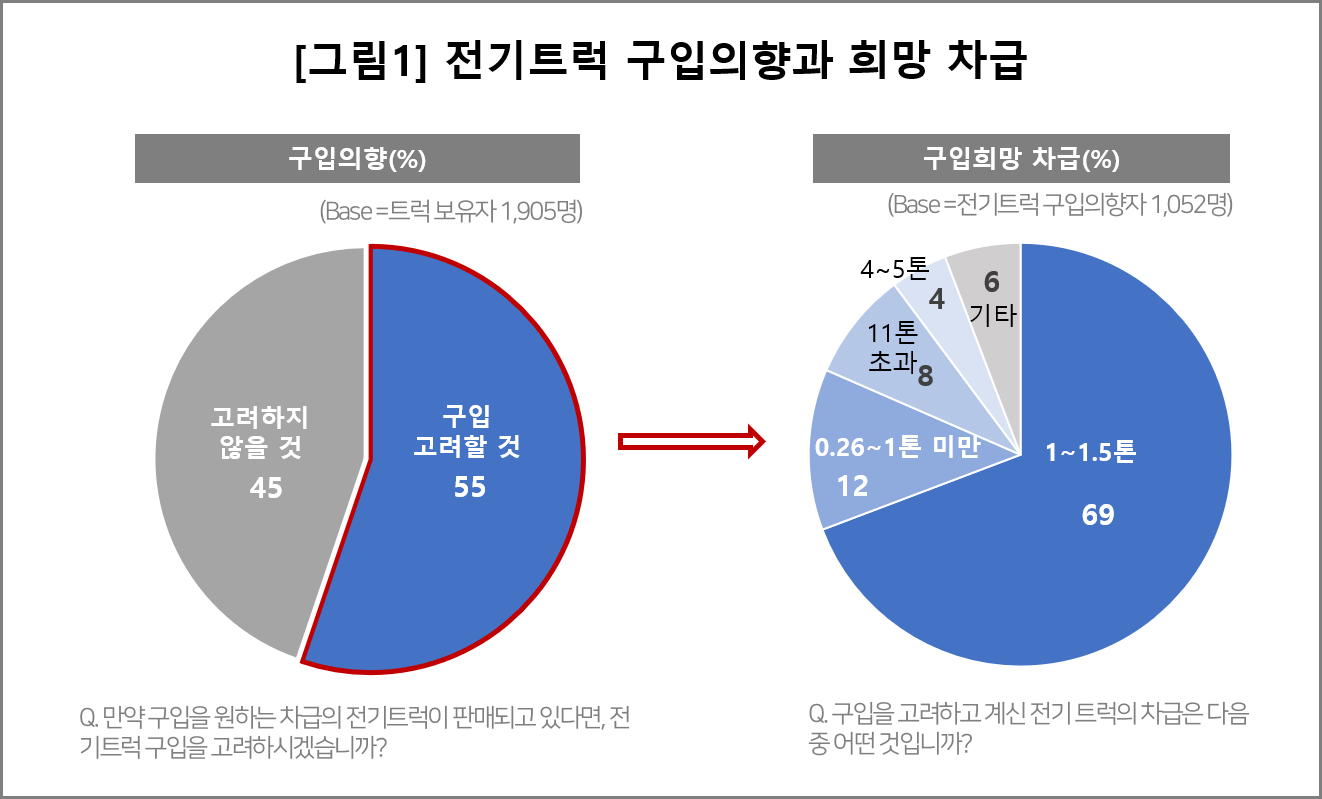 [그림1] 전기트럭 구입의향과 희망 차급
구입의향(%)
(Base =트럭 보유자 1,905명)
고려하지
않을 것
45
구입
고려할 것
55
Q. 만약 구입을 원하는 차급의 전기트럭이 판매되고 있다면, 전
기트럭 구입을 고려하시겠습니까?
구입희망 차급(%)
(Base =전기트럭 구입의향자 1,052명)
4~5톤
4
6
기타
11톤
초과
8
0.26~1톤 미만
12
1~1.5톤
69
Q. 구입을 고려하고 계신 전기 트럭의 차급은 다음
중 어떤 것입니까?